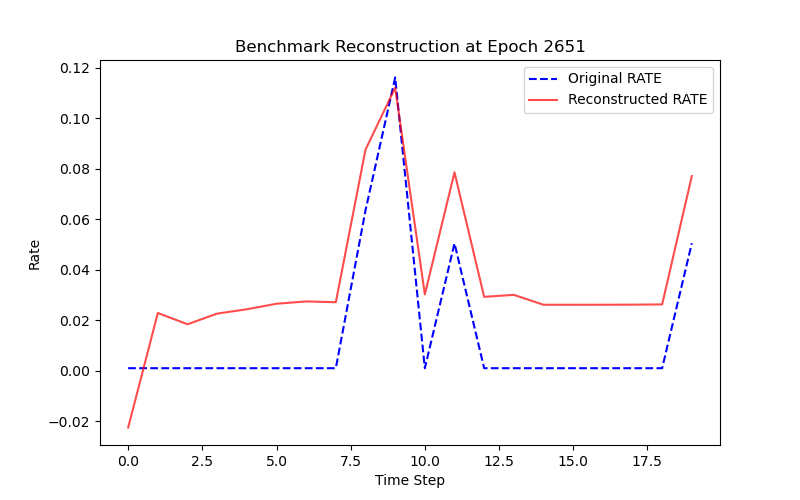 Benchmark Reconstruction at Epoch 2651
Original RATE
Reconstructed RATE
0.12
0.10
0.08
0.06
0.04
0.02
0.00
−0.02
Rate
0.0 2.5 5.0 7.5 10.0 12.5 15.0 17.5
Time Step